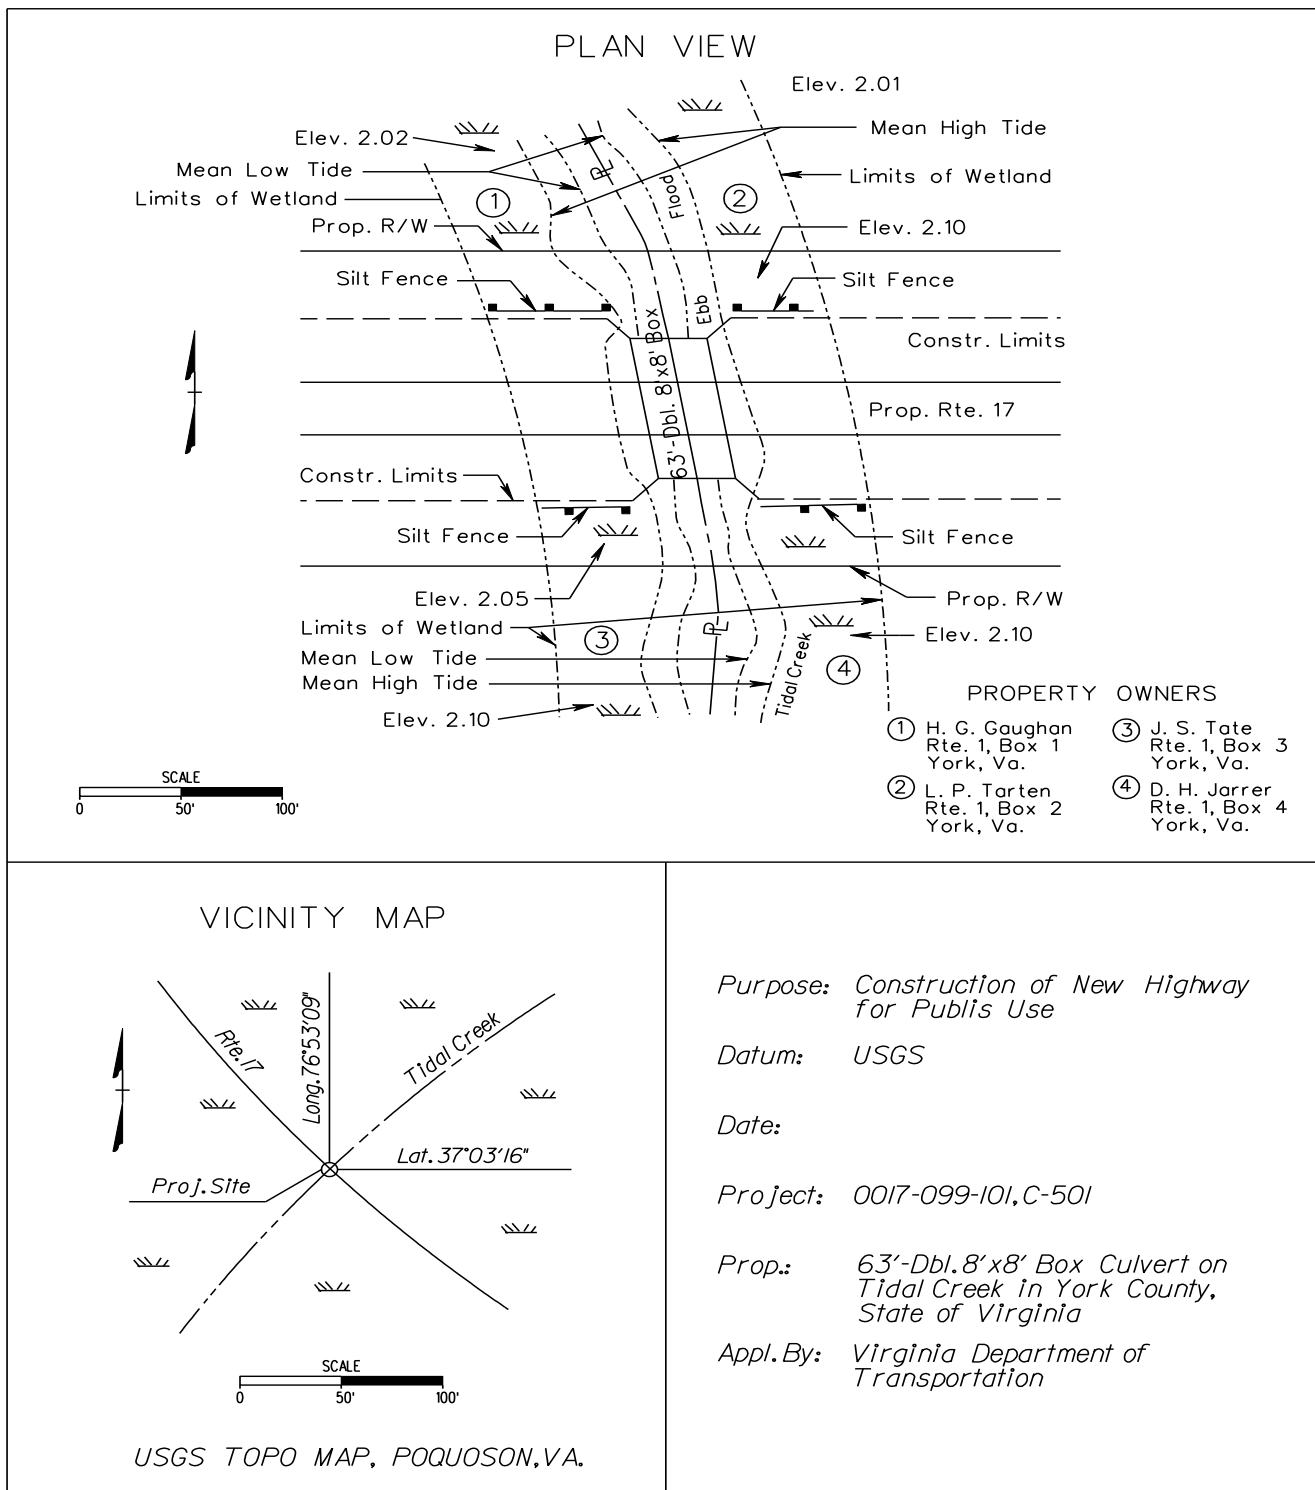 PLAN VIEW
Elev. 2.01
Mean High Tide
Elev. 2.02
Mean Low Tide
Limits of Wetland
Limits of Wetland
PL
Flood
1
2
Prop. R/W
Elev. 2.10
Silt Fence
Silt Fence
Ebb
63'-Dbl. 8'x8' Box
Constr. Limits
Prop. Rte. 17
Constr. Limits
Silt Fence
Silt Fence
Elev. 2.05
Prop. R/W
Limits of Wetland
PL
3
Elev. 2.10
Mean Low Tide
Mean High Tide
Tidal Creek
4
Elev. 2.10
PROPERTY OWNERS
1 H. G. Gaughan
Rte. 1, Box 1
York, Va.
2 L. P. Tarten
Rte. 1, Box 2
York, Va.
3 J. S. Tate
Rte. 1, Box 3
York, Va.
4 D. H. Jarrer
Rte. 1, Box 4
York, Va.
SCALE
0 50' 100'
VICINITY MAP
Rte. 17
Long. 76°53'09"
Tidal Creek
Lat. 37°03'16"
Proj. Site
SCALE
0 50' 100'
USGS TOPO MAP, POQUOSON, VA.
Purpose: Construction of New Highway
for Publis Use
Datum: USGS
Date:
Project: 0017-099-101, C-501
Prop.: 63'-Dbl. 8'x8' Box Culvert on
Tidal Creek in York County,
State of Virginia
Appl. By: Virginia Department of
Transportation